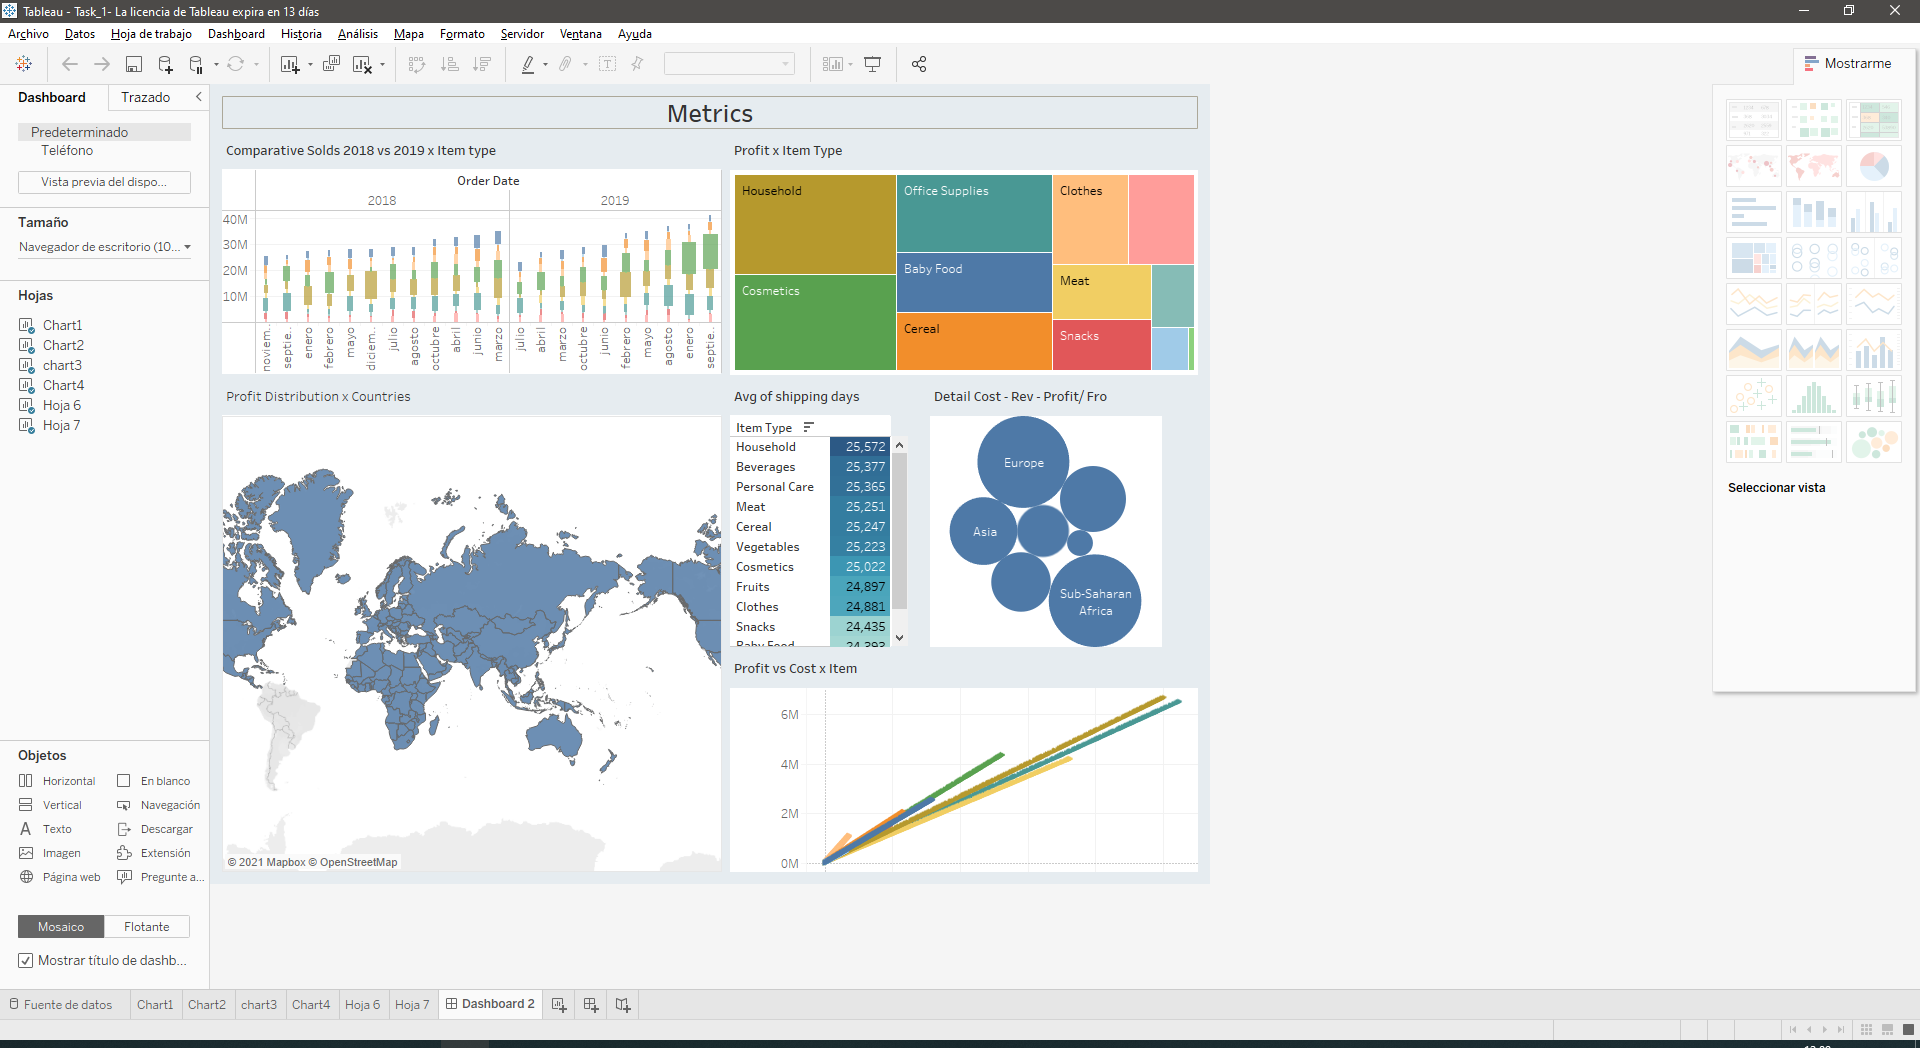 Tableau - Task_1- La licencia de Tableau expira en 13 días
Archivo Datos Hoja de trabajo Dashboard Historia Análisis Mapa Formato Servidor Ventana Ayuda
Mostrarme
Dashboard Trazado
Predeterminado
Teléfono
Vista previa del dispo...
Tamaño
Navegador de escritorio (10...
Hojas
Chart1
Chart2
chart3
Chart4
Hoja 6
Hoja 7
Objetos
Horizontal En blanco
Vertical Navegación
Texto Descargar
Imagen Extensión
Página web Pregunte a...
Mosaico Flotante
Mostrar título de dashb...
Metrics
Comparative Solds 2018 vs 2019 x Item type
Order Date
2018 2019
40M
30M
20M
10M
noviem.. septie.. enero febrero mayo diciem.. julio agosto octubre abril junio marzo julio abril marzo octubre junio febrero mayo agosto enero septie..
Profit x Item Type
Household
Cosmetics
Office Supplies
Baby Food
Cereal
Clothes
Meat
Snacks
Profit Distribution x Countries
© 2021 Mapbox © OpenStreetMap
Avg of shipping days
Item Type
Household 25,572
Beverages 25,377
Personal Care 25,365
Meat 25,251
Cereal 25,247
Vegetables 25,223
Cosmetics 25,022
Fruits 24,897
Clothes 24,881
Snacks 24,435
Baby Food 24,393
Detail Cost - Rev - Profit/ Fro
Europe
Asia
Sub-Saharan
Africa
Profit vs Cost x Item
6M
4M
2M
0M
Seleccionar vista
Fuente de datos Chart1 Chart2 chart3 Chart4 Hoja 6 Hoja 7 Dashboard 2